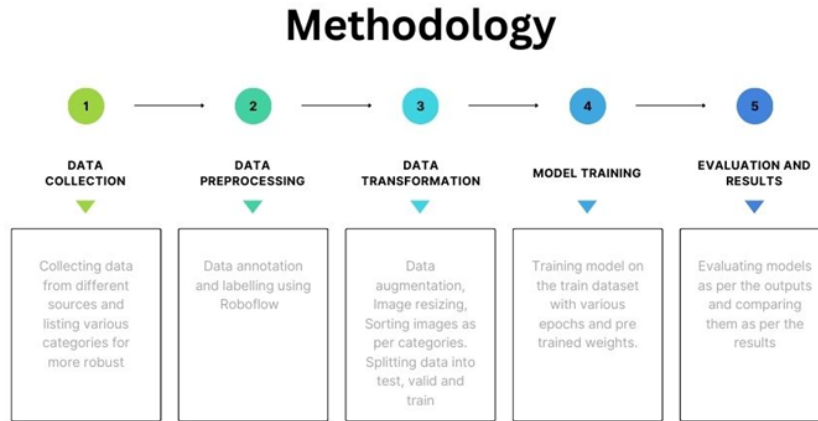 Methodology
1
2
3
4
5
DATA
COLLECTION
DATA
PREPROCESSING
DATA
TRANSFORMATION
MODEL TRAINING
EVALUATION AND
RESULTS
Collecting data
from different
sources and
listing various
categories for
more robust
Data annotation
and labelling using
Roboflow
Data
augmentation,
Image resizing,
Sorting images as
per categories.
Splitting data into
test, valid and
train
Training model on
the train dataset
with various
epochs and pre
trained weights.
Evaluating models
as per the outputs
and comparing
them as per the
results